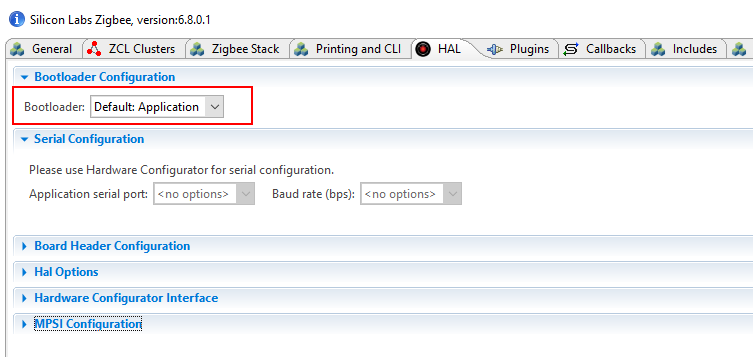 Silicon Labs Zigbee, version:6.8.0.1
General ZCL Clusters Zigbee Stack Printing and CLI HAL Plugins Callbacks Includes
Bootloader Configuration
Bootloader: Default: Application
Serial Configuration
Please use Hardware Configurator for serial configuration.
Application serial port: <no options> Baud rate (bps): <no options>
Board Header Configuration
Hal Options
Hardware Configurator Interface
MPSI Configuration